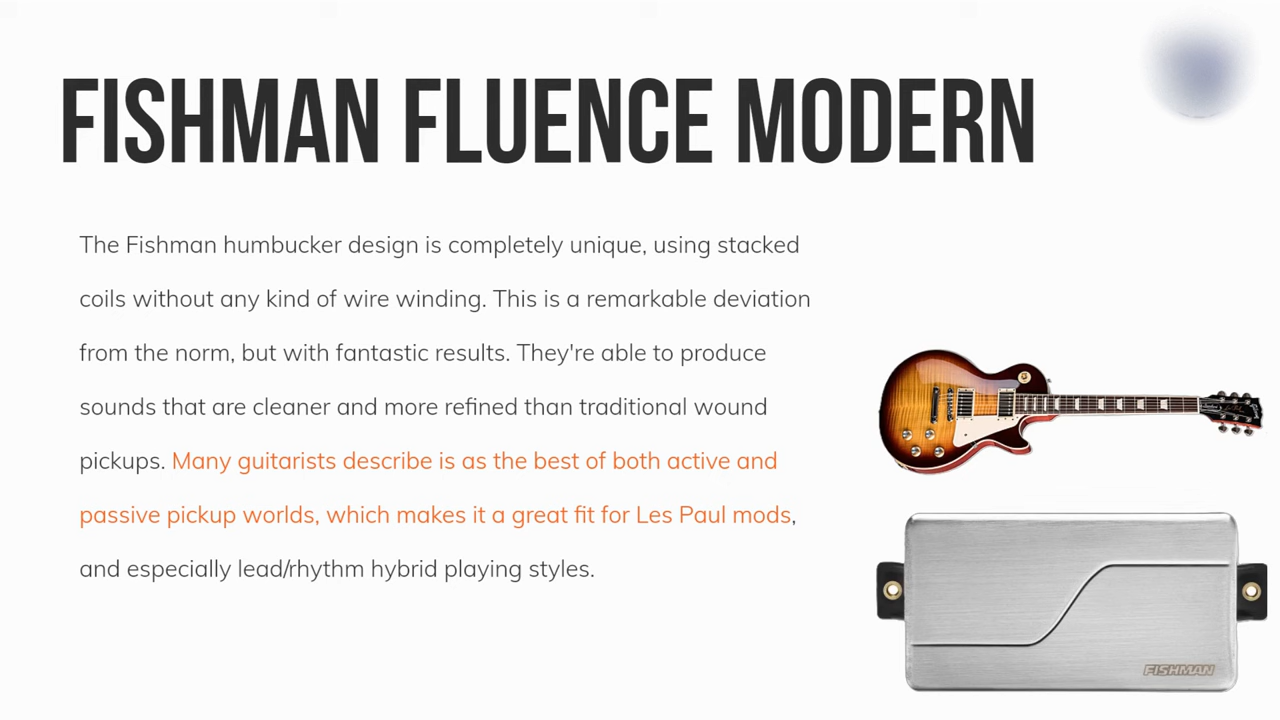 FISHMAN FLUENCE MODERN
The Fishman humbucker design is completely unique, using stacked
coils without any kind of wire winding. This is a remarkable deviation
from the norm, but with fantastic results. They're able to produce
sounds that are cleaner and more refined than traditional wound
pickups. Many guitarists describe is as the best of both active and
passive pickup worlds, which makes it a great fit for Les Paul mods,
and especially lead/rhythm hybrid playing styles.
FISHMAN